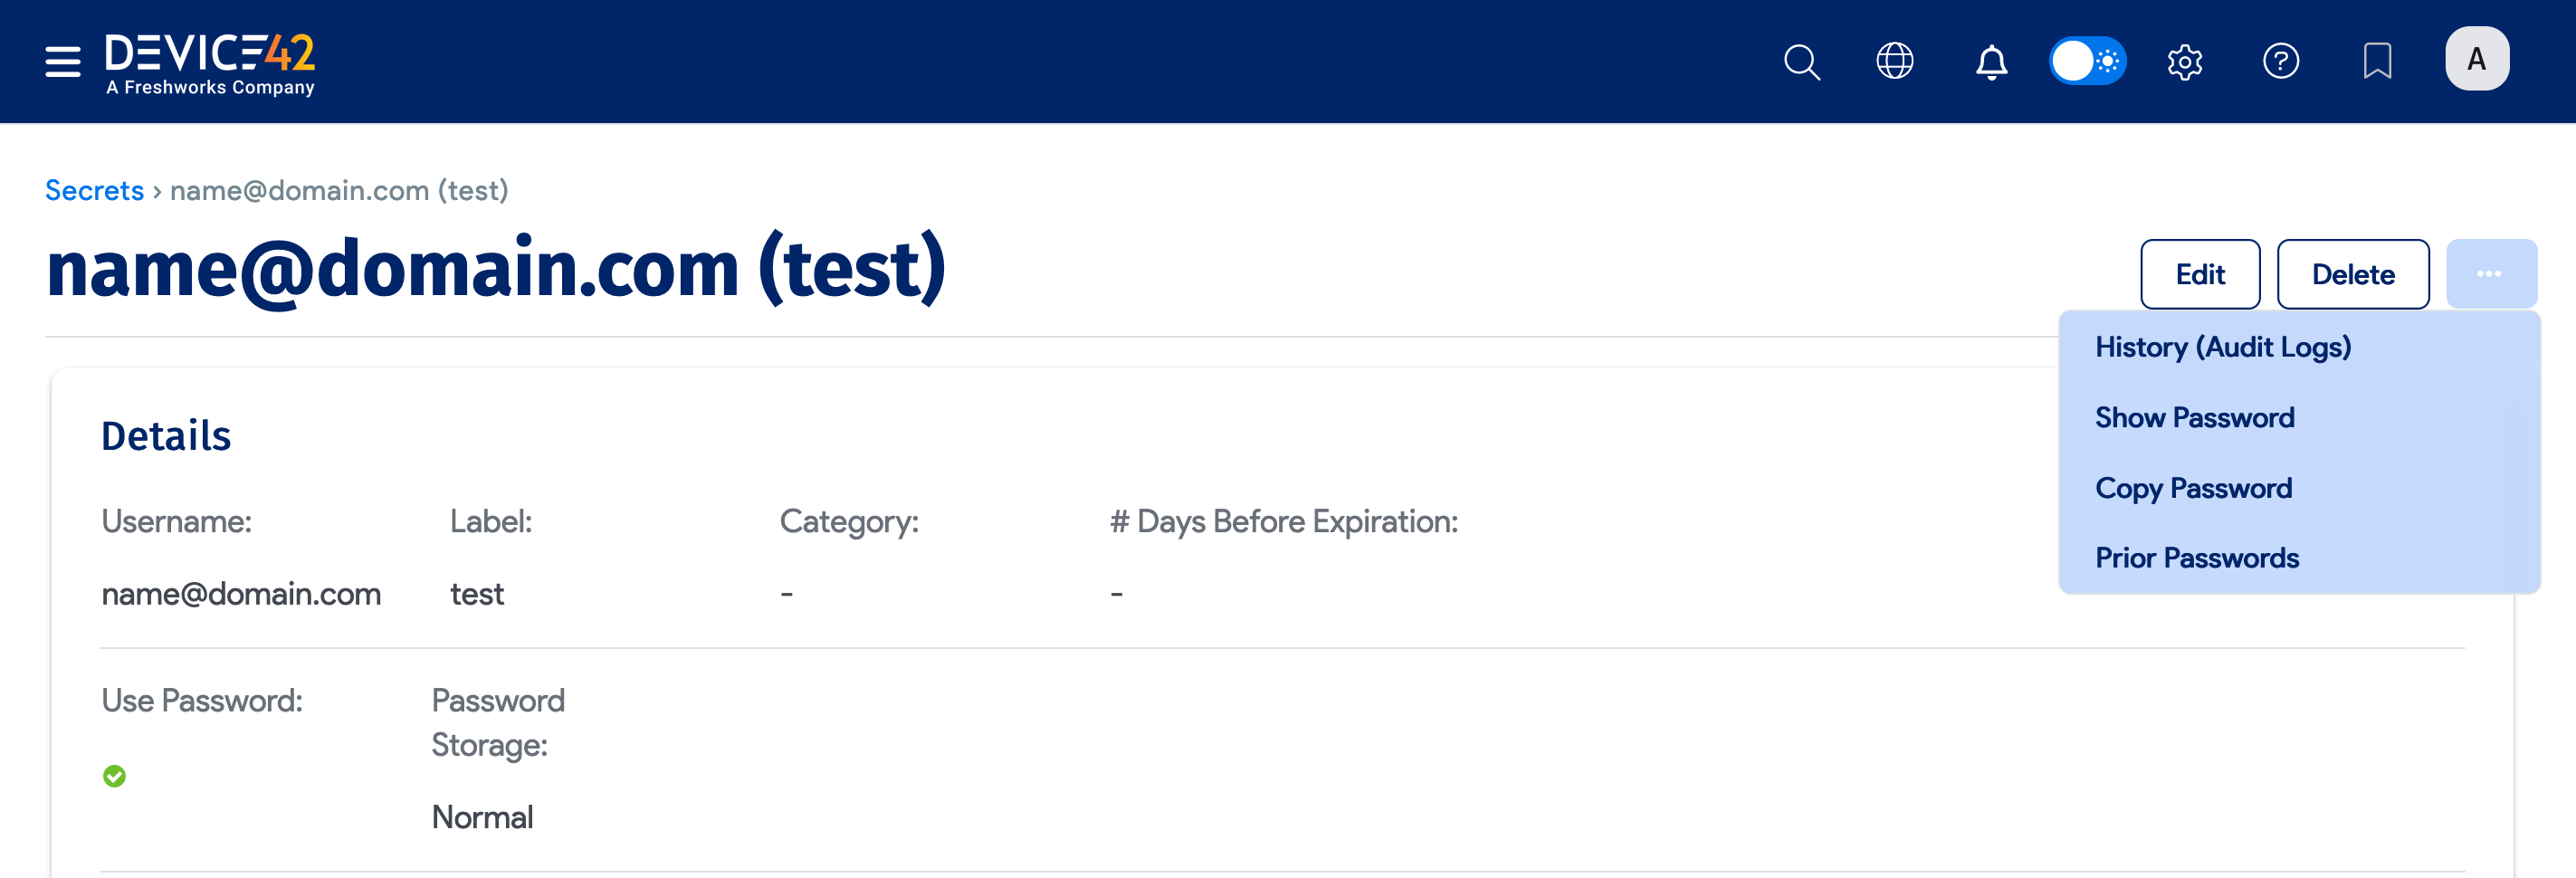 DEVICE42
A Freshworks Company
A
Secrets › name@domain.com (test)
name@domain.com (test)
Edit
Delete
...
History (Audit Logs)
Show Password
Copy Password
Prior Passwords
Details
Username:
Label:
Category:
# Days Before Expiration:
name@domain.com
test
-
-
Use Password:
Password
Storage:
Normal